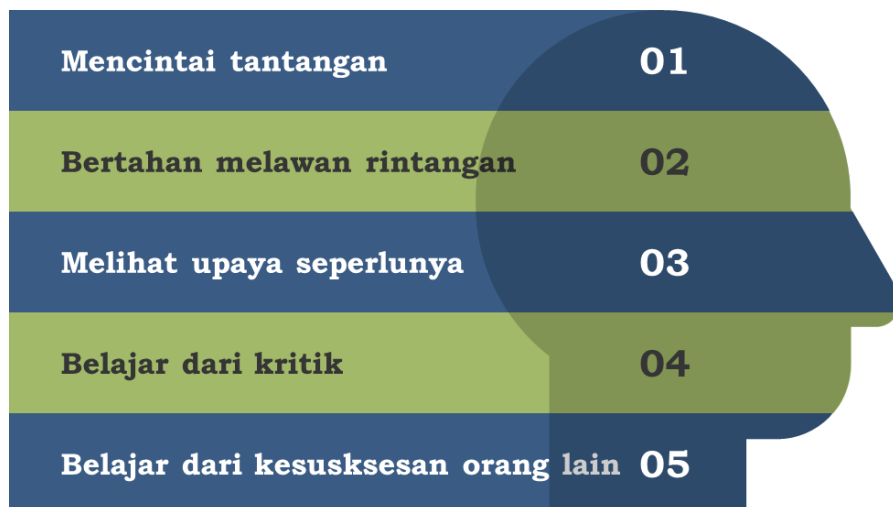 Mencintai tantangan 01
Bertahan melawan rintangan 02
Melihat upaya seperlunya 03
Belajar dari kritik 04
Belajar dari kesusksesan orang lain 05